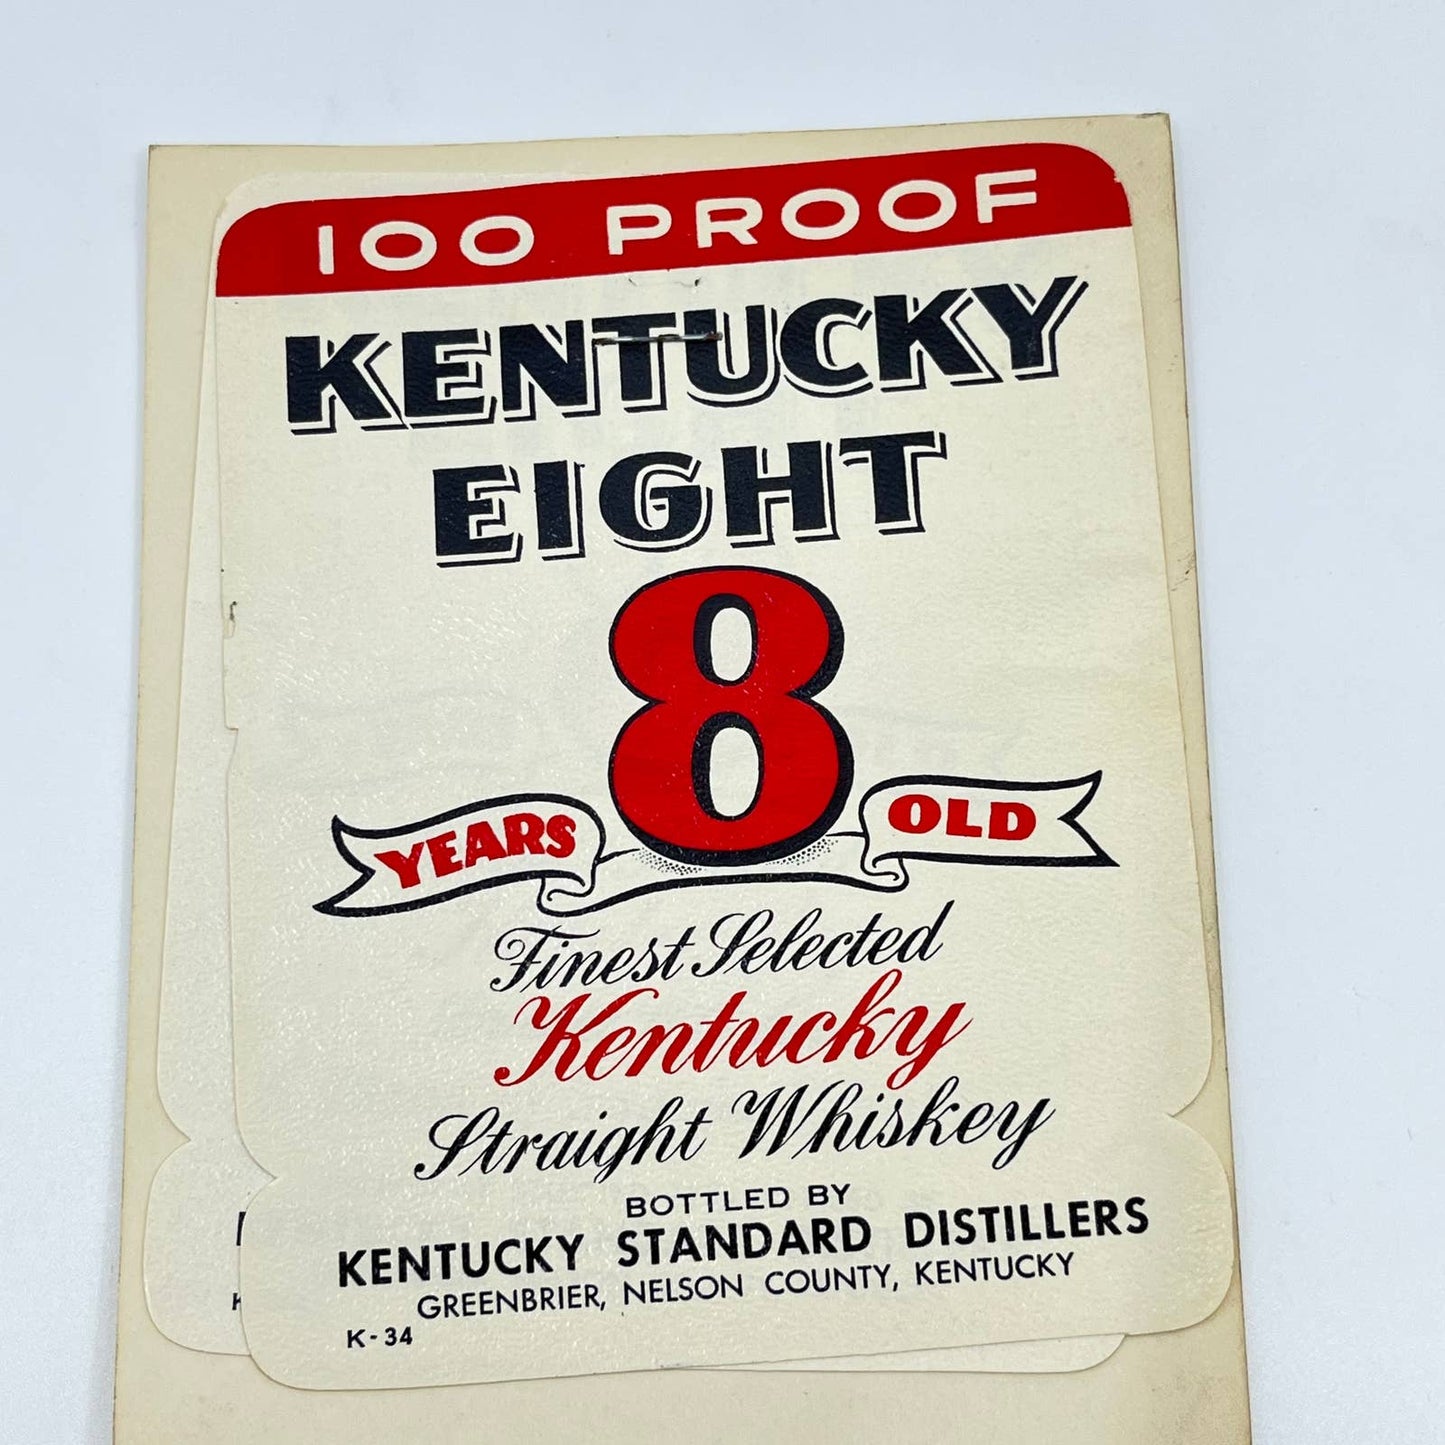 100 PROOF
KENTUCKY
EIGHT
8
YEARS OLD
Finest Selected
Kentucky
Straight Whiskey
BOTTLED BY
KENTUCKY STANDARD DISTILLERS
GREENBRIER, NELSON COUNTY, KENTUCKY
K-34